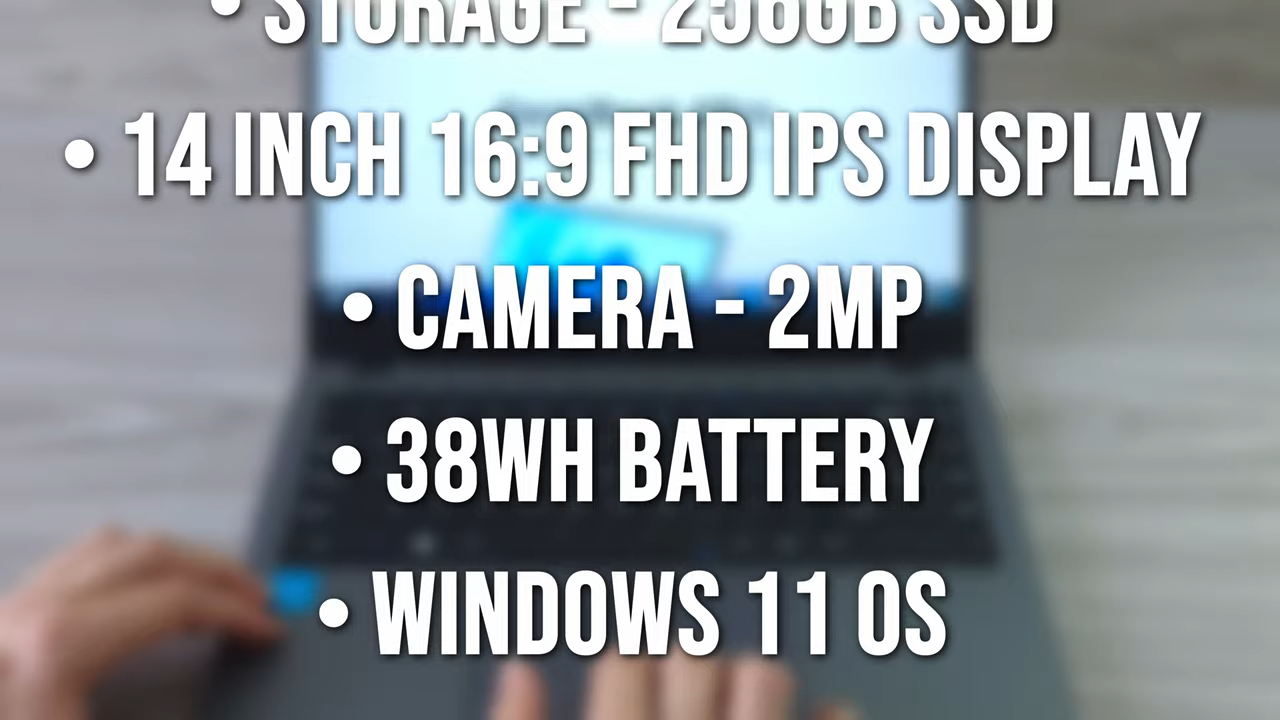 • STORAGE - 256GB SSD
• 14 INCH 16:9 FHD IPS DISPLAY
• CAMERA - 2MP
• 38WH BATTERY
• WINDOWS 11 OS